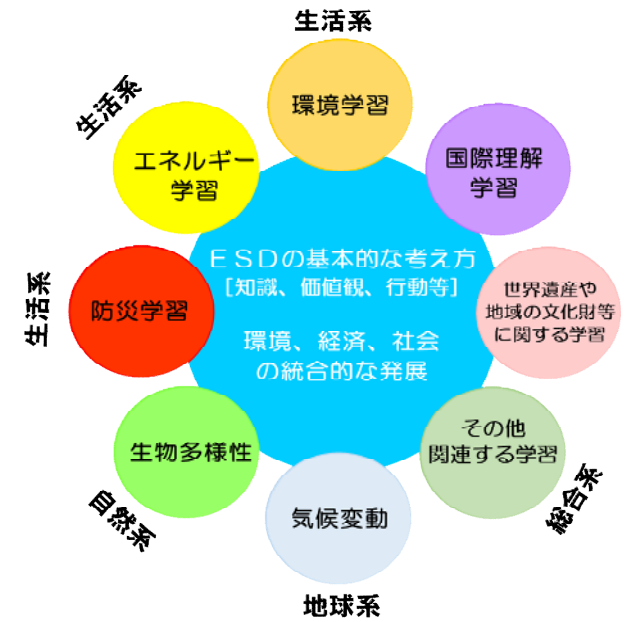 生活系
環境学習
生活系
エネルギー
学習
国際理解
学習
ESDの基本的な考え方
[知識、価値観、行動等]
環境、経済、社会
の統合的な発展
生活系
防災学習
世界遺産や
地域の文化財等
に関する学習
生物多様性
自然系
その他
関連する学習
総合系
気候変動
地球系